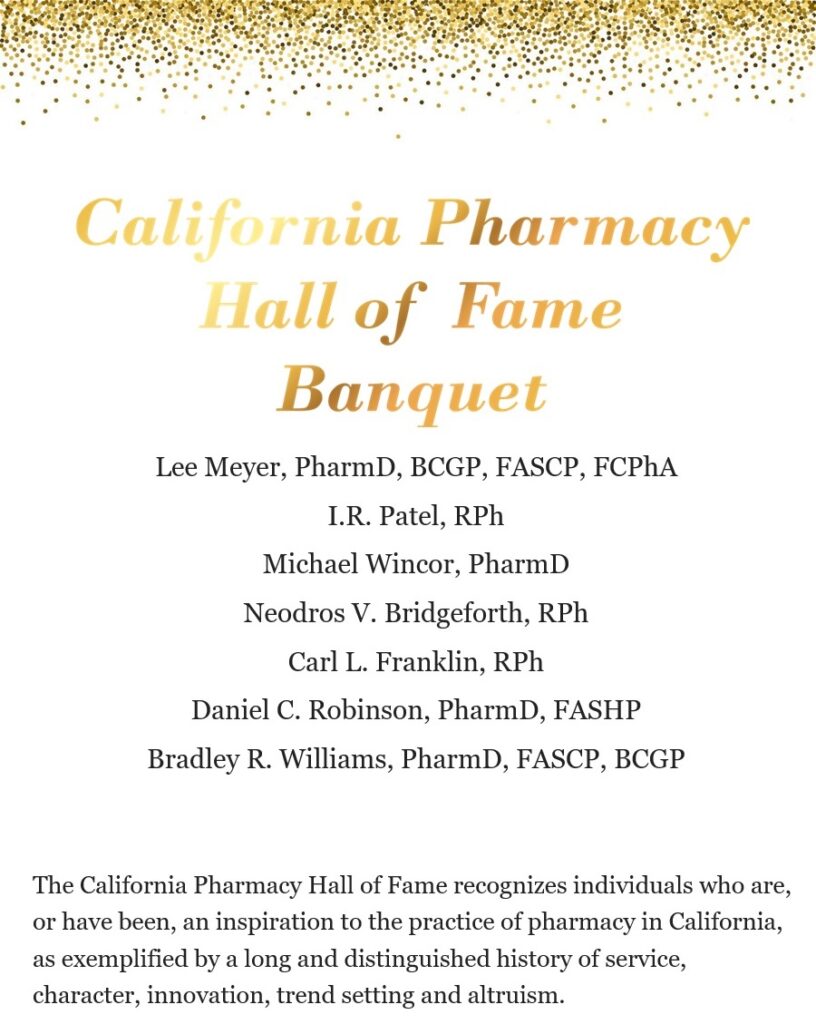 California Pharmacy
Hall of Fame
Banquet
Lee Meyer, PharmD, BCGP, FASCP, FCPhA
I.R. Patel, RPh
Michael Wincor, PharmD
Neodros V. Bridgeforth, RPh
Carl L. Franklin, RPh
Daniel C. Robinson, PharmD, FASHP
Bradley R. Williams, PharmD, FASCP, BCGP
The California Pharmacy Hall of Fame recognizes individuals who are,
or have been, an inspiration to the practice of pharmacy in California,
as exemplified by a long and distinguished history of service,
character, innovation, trend setting and altruism.